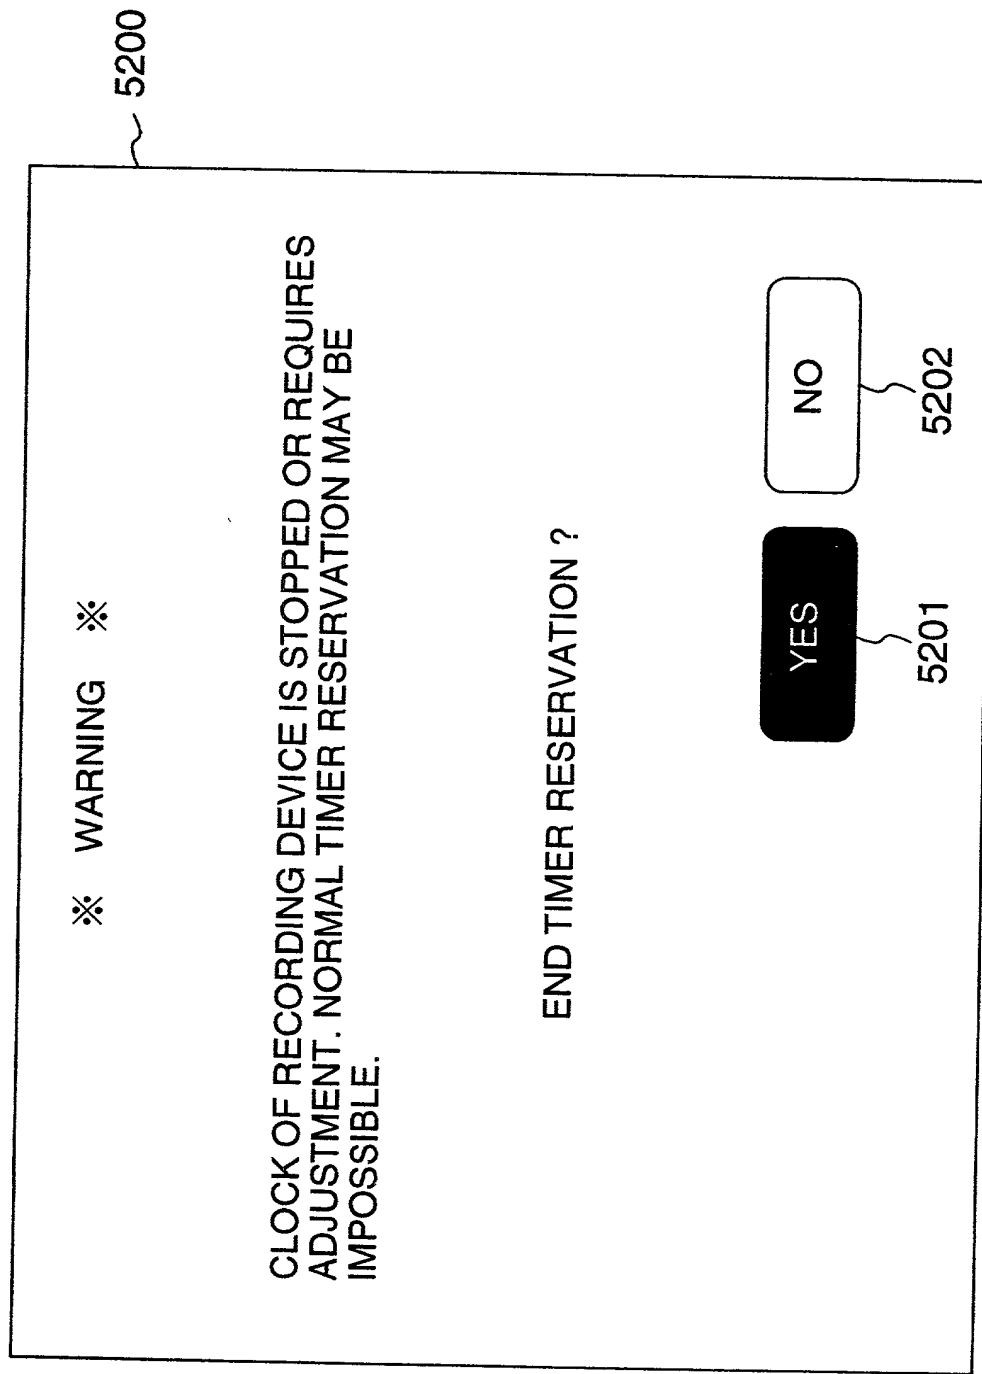 5200
※ WARNING ※
CLOCK OF RECORDING DEVICE IS STOPPED OR REQUIRES
ADJUSTMENT. NORMAL TIMER RESERVATION MAY BE
IMPOSSIBLE.
END TIMER RESERVATION ?
YES
NO
5201
5202